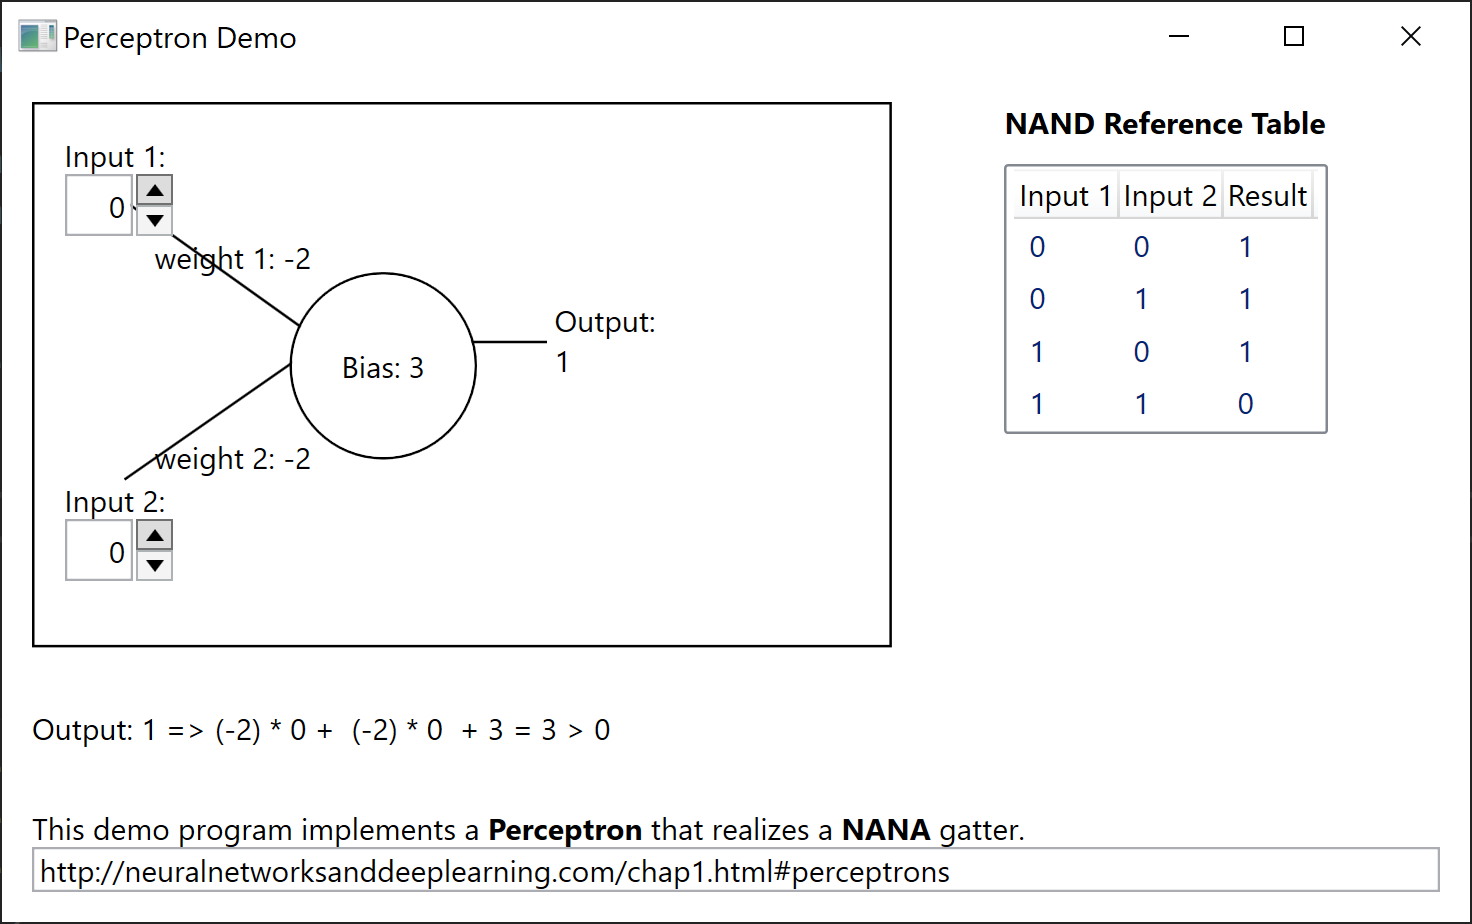 Perceptron Demo
Input 1:
0
weight 1: -2
Bias: 3
Output:
1
weight 2: -2
Input 2:
0
NAND Reference Table
Input 1 Input 2 Result
0 0 1
0 1 1
1 0 1
1 1 0
Output: 1 => (-2) * 0 +  (-2) * 0  + 3 = 3 > 0
This demo program implements a Perceptron that realizes a NANA gatter.
http://neuralnetworksanddeeplearning.com/chap1.html#perceptrons